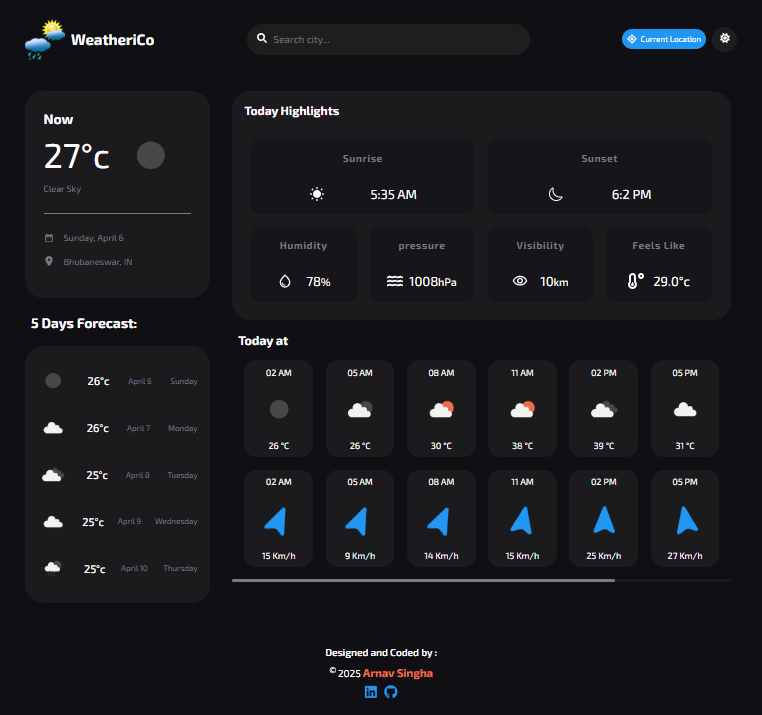 WeatheriCo
Search city...
Current Location
Now
27°c
Clear Sky
Sunday, April 6
Bhubaneswar, IN
5 Days Forecast:
26°c April 6 Sunday
26°c April 7 Monday
25°c April 8 Tuesday
25°c April 9 Wednesday
25°c April 10 Thursday
Today Highlights
Sunrise Sunset
5:35 AM 6:2 PM
Humidity pressure Visibility Feels Like
78% 1008hPa 10km 29.0°c
Today at
02 AM 05 AM 08 AM 11 AM 02 PM 05 PM
26 °C 26 °C 30 °C 38 °C 39 °C 31 °C
02 AM 05 AM 08 AM 11 AM 02 PM 05 PM
15 Km/h 9 Km/h 14 Km/h 15 Km/h 25 Km/h 27 Km/h
Designed and Coded by :
© 2025 Arnav Singha